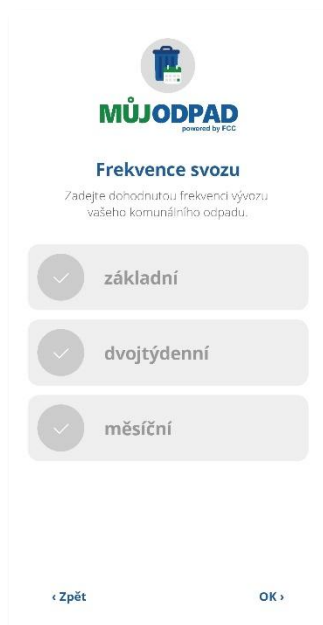 MŮJODPAD
powered by FCC
Frekvence svozu
Zadejte dohodnutou frekvenci vývozu
vašeho komunálního odpadu.
základní
dvojtýdenní
měsíční
‹ Zpět
OK ›